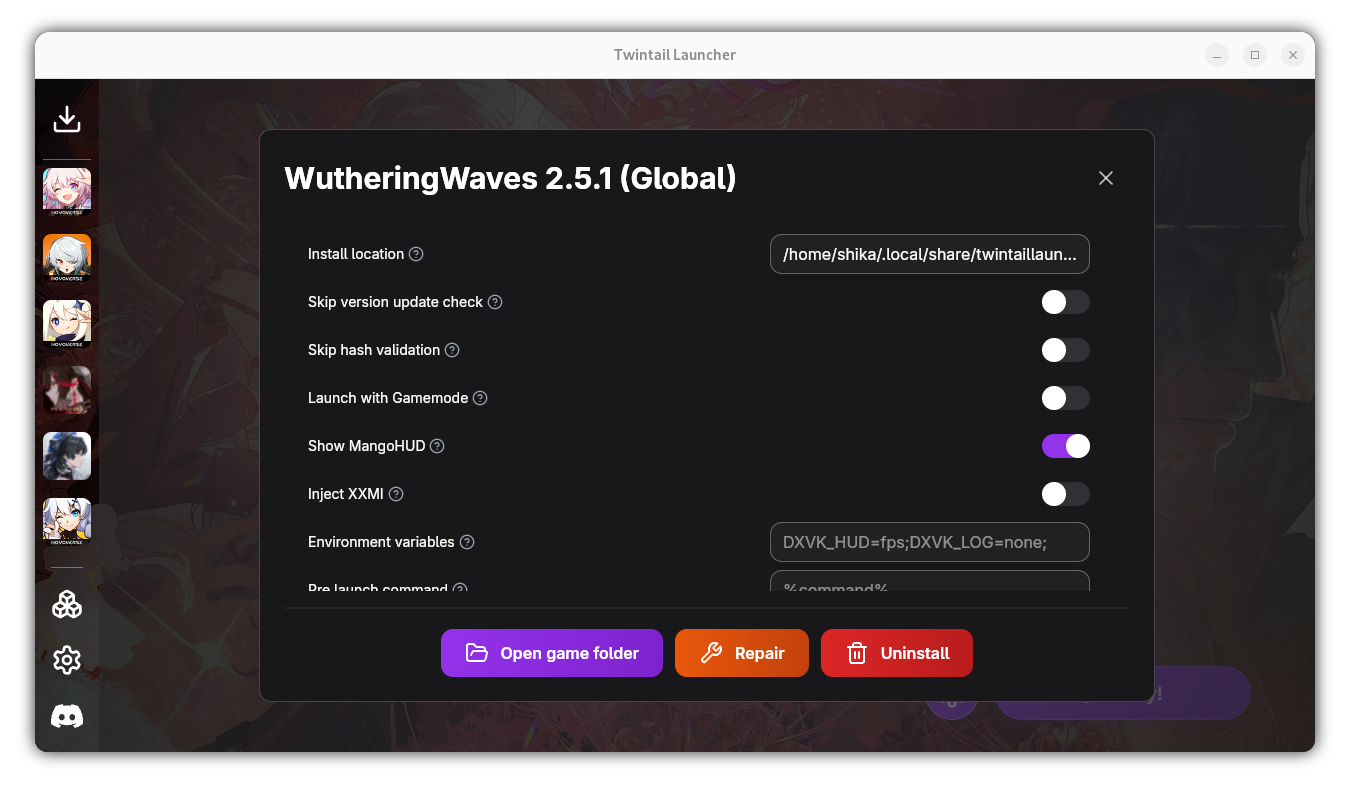 Twintail Launcher
WutheringWaves 2.5.1 (Global)
Install location
/home/shika/.local/share/twintaillaun...
Skip version update check
Skip hash validation
Launch with Gamemode
Show MangoHUD
Inject XXMI
Environment variables
DXVK_HUD=fps;DXVK_LOG=none;
Pre launch command
%command%
Open game folder
Repair
Uninstall
HOYOVERSE
HOYOVERSE
HOYOVERSE
HOYOVERSE